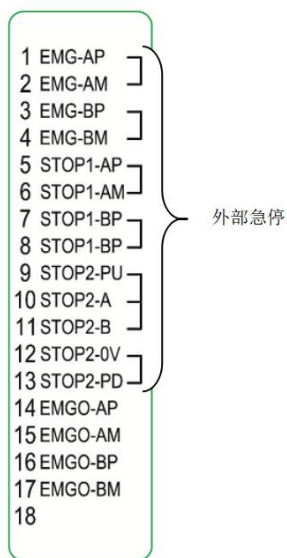 1 EMG-AP
2 EMG-AM
3 EMG-BP
4 EMG-BM
5 STOP1-AP
6 STOP1-AM
7 STOP1-BP
8 STOP1-BP
9 STOP2-PU
10 STOP2-A
11 STOP2-B
12 STOP2-0V
13 STOP2-PD
14 EMGO-AP
15 EMGO-AM
16 EMGO-BP
17 EMGO-BM
18
外部急停